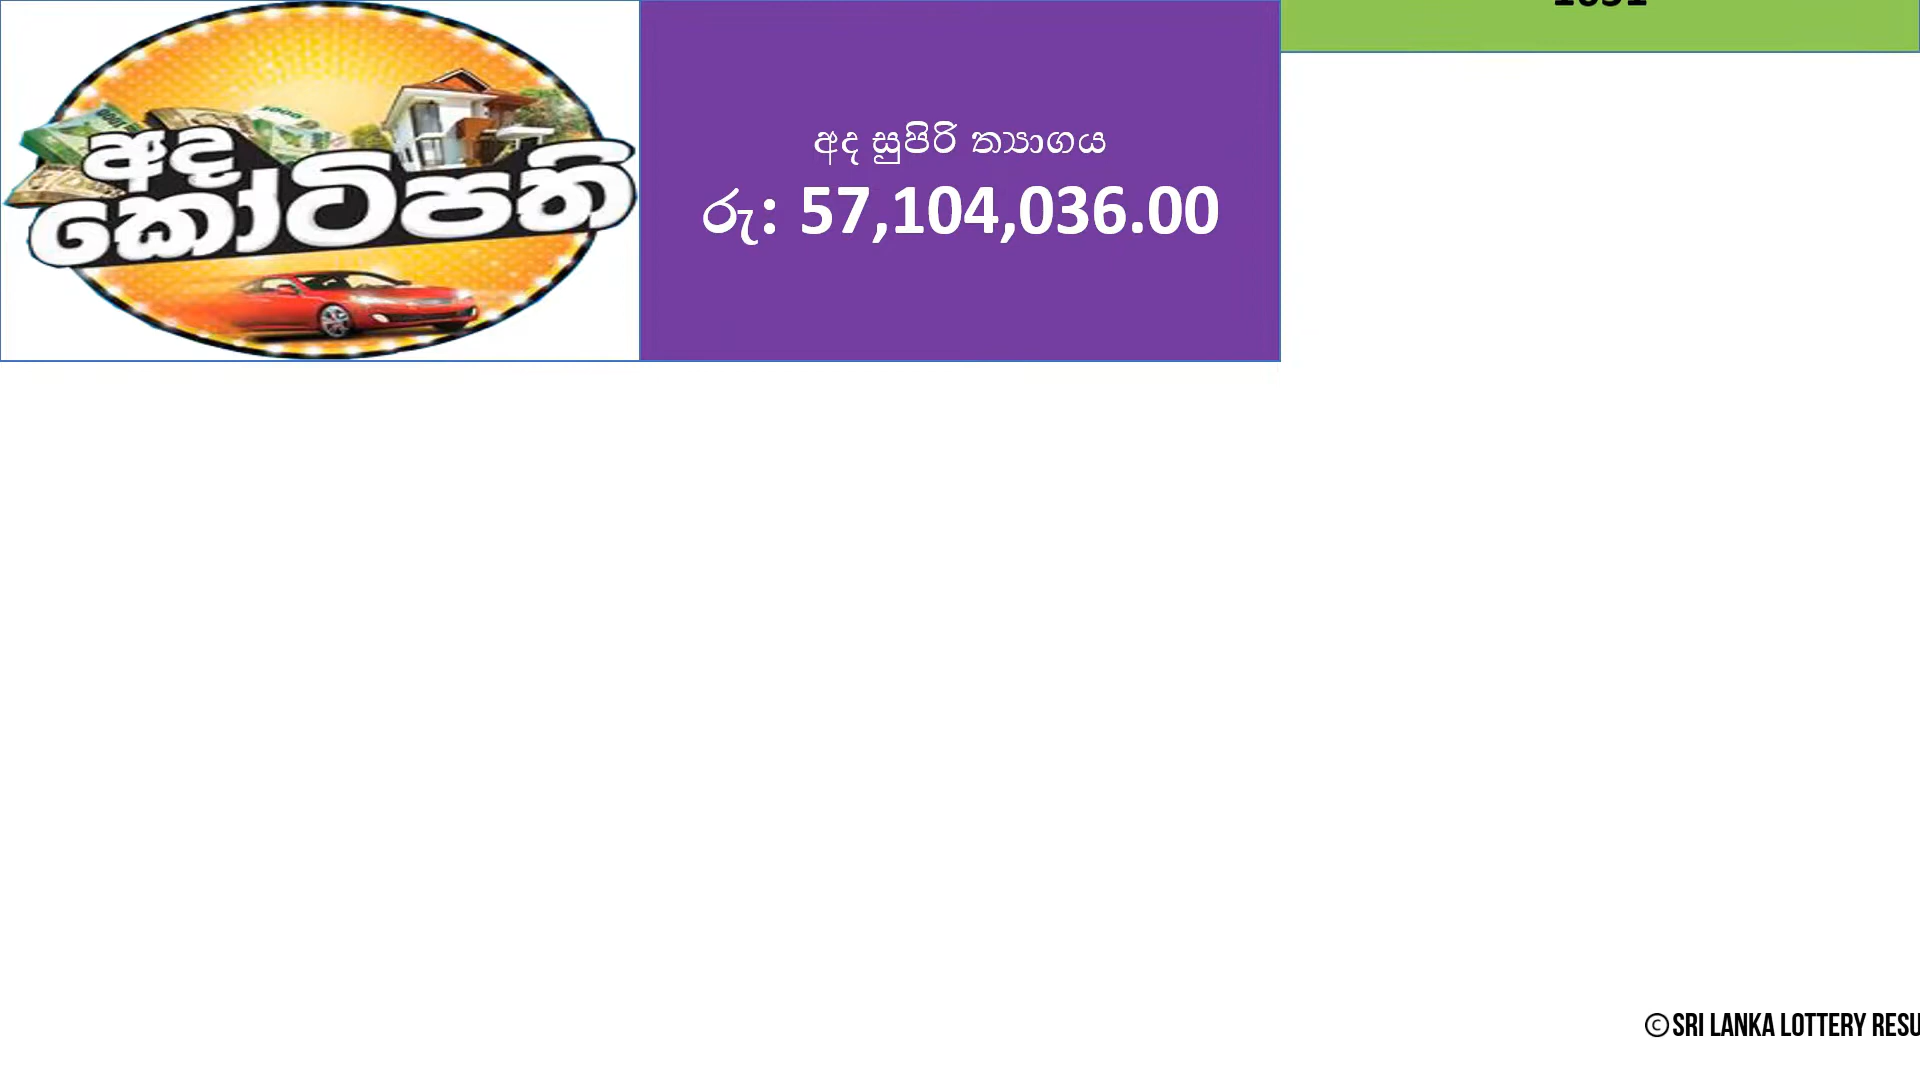 අද
කෝටිපති
අද සුපිරි ත්‍යාගය
රු: 57,104,036.00
© SRI LANKA LOTTERY RESU